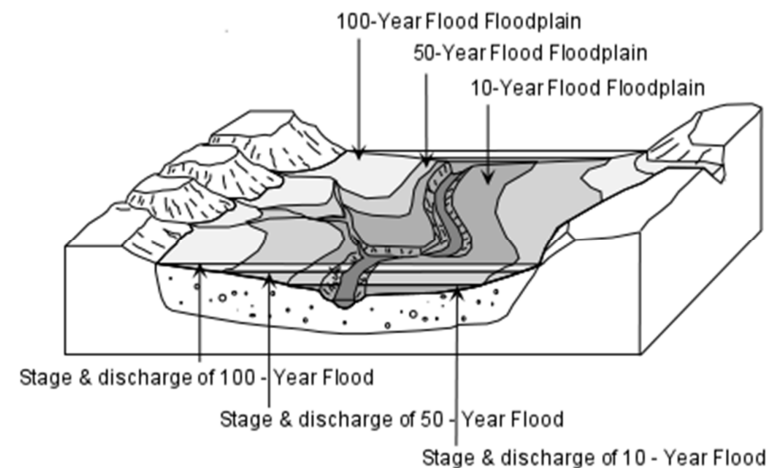 100-Year Flood Floodplain
50-Year Flood Floodplain
10-Year Flood Floodplain
Stage & discharge of 100 - Year Flood
Stage & discharge of 50 - Year Flood
Stage & discharge of 10 - Year Flood